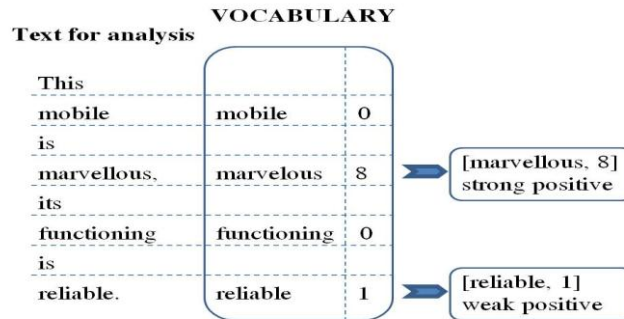 VOCABULARY
Text for analysis
This
mobile mobile 0
is
marvellous, marvelous 8
[marvellous, 8]
strong positive
its
functioning functioning 0
is
reliable. reliable 1
[reliable, 1]
weak positive